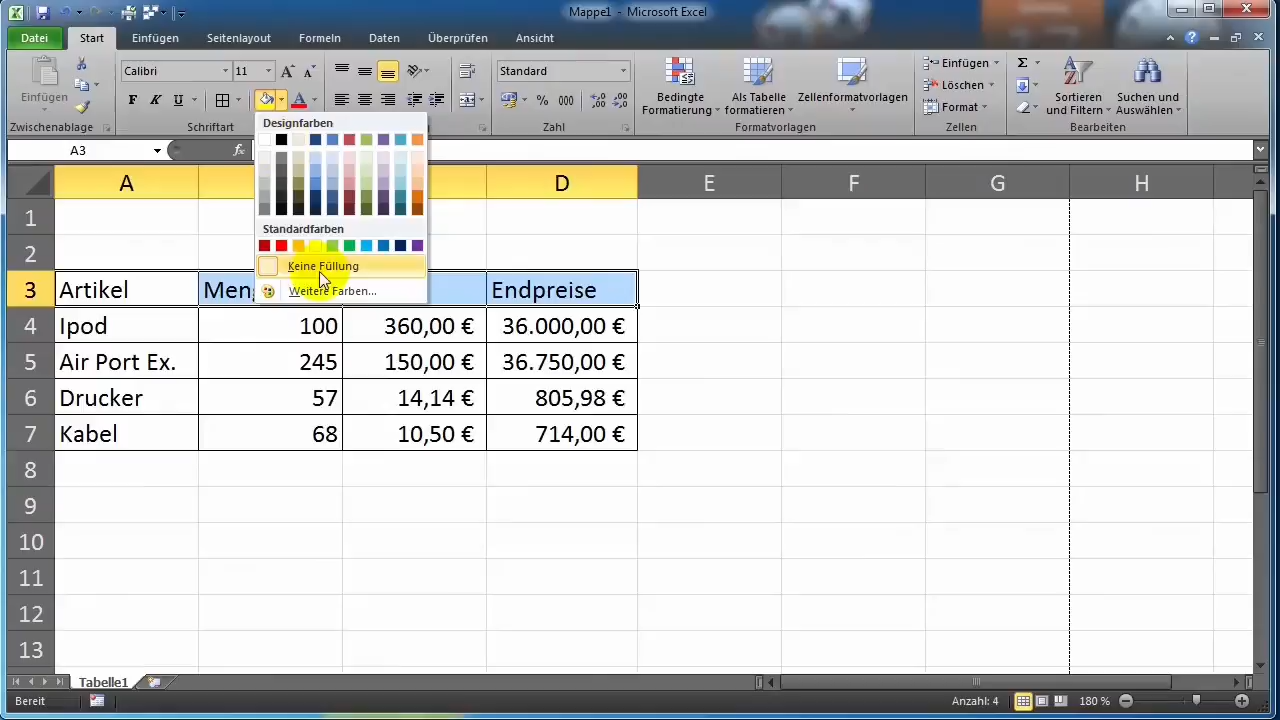 Mappe1 - Microsoft Excel
Datei Start Einfügen Seitenlayout Formeln Daten Überprüfen Ansicht
Einfügen
Zwischenablage
Calibri 11
F K U
Schriftart
Standard
% 000
Zahl
Bedingte Formatierung
Als Tabelle formatieren
Zellenformatvorlagen
Formatvorlagen
Einfügen
Löschen
Format
Zellen
Sortieren und Filtern
Suchen und Auswählen
Bearbeiten
A3 fx
Designfarben
Standardfarben
Keine Füllung
Weitere Farben...
A D E F G H
1
2
3 Artikel Meng Endpreise
4 Ipod 100 360,00 € 36.000,00 €
5 Air Port Ex. 245 150,00 € 36.750,00 €
6 Drucker 57 14,14 € 805,98 €
7 Kabel 68 10,50 € 714,00 €
8
9
10
11
12
13
Tabelle1
Bereit Anzahl: 4 180 %